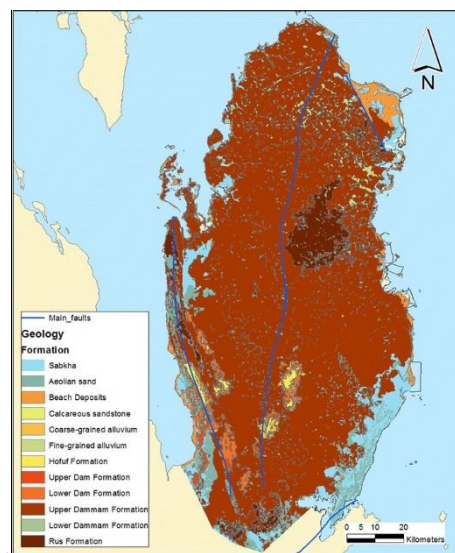 N
Main_faults
Geology
Formation
Sabkha
Aeolian sand
Beach Deposits
Calcareous sandstone
Coarse-grained alluvium
Fine-grained alluvium
Hofuf Formation
Upper Dam Formation
Lower Dam Formation
Upper Dammam Formation
Lower Dammam Formation
Rus Formation
0 5 10 20
Kilometers